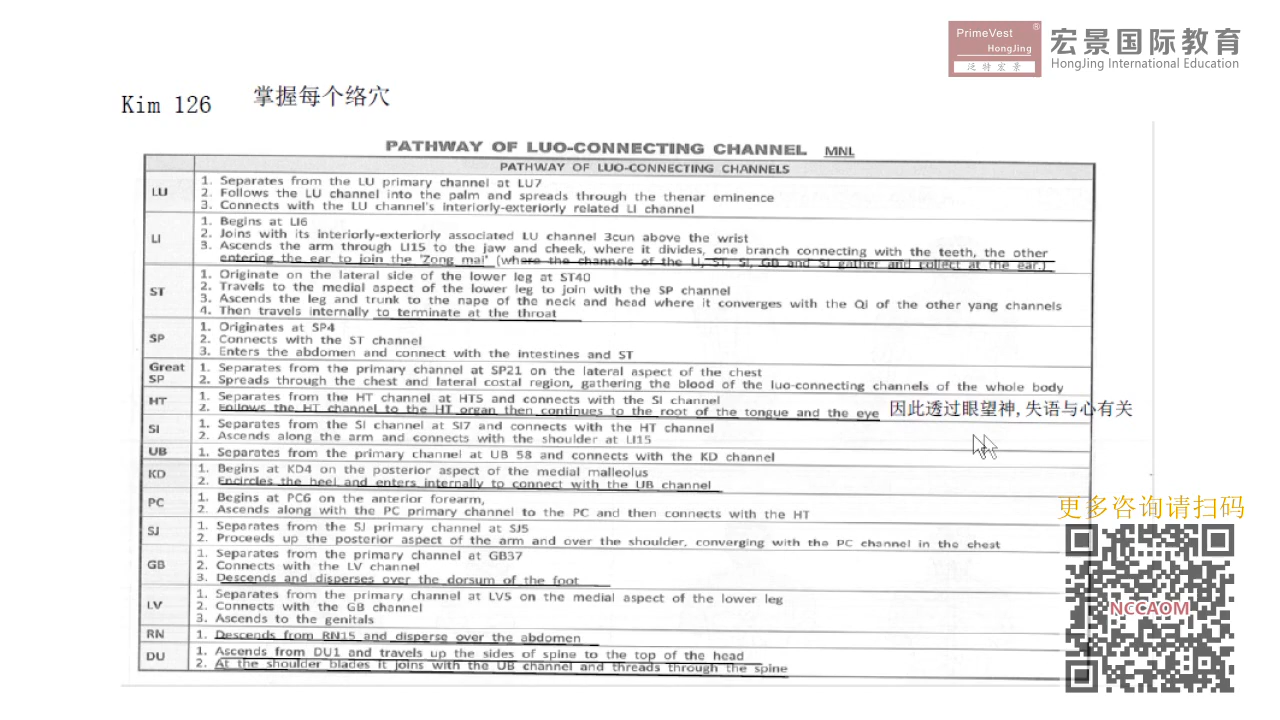 PrimeVest ®
HongJing
泛特宏景
宏景国际教育
HongJing International Education
Kim 126 掌握每个络穴
PATHWAY OF LUO-CONNECTING CHANNEL MNL
PATHWAY OF LUO-CONNECTING CHANNELS
LU
1. Separates from the LU primary channel at LU7
2. Follows the LU channel into the palm and spreads through the thenar eminence
3. Connects with the LU channel's interiorly-exteriorly related LI channel
LI
1. Begins at LI6
2. Joins with its interiorly-exteriorly associated LU channel 3cun above the wrist
3. Ascends the arm through LI15 to the jaw and cheek, where it divides, one branch connecting with the teeth, the other
entering the ear to join the 'Zong mai' (where the channels of the LI, ST, SI, GB and SJ gather and collect at the ear.)
ST
1. Originate on the lateral side of the lower leg at ST40
2. Travels to the medial aspect of the lower leg to join with the SP channel
3. Ascends the leg and trunk to the nape of the neck and head where it converges with the Qi of the other yang channels
4. Then travels internally to terminate at the throat
SP
1. Originates at SP4
2. Connects with the ST channel
3. Enters the abdomen and connect with the intestines and ST
Great SP
1. Separates from the primary channel at SP21 on the lateral aspect of the chest
2. Spreads through the chest and lateral costal region, gathering the blood of the luo-connecting channels of the whole body
HT
1. Separates from the HT channel at HT5 and connects with the SI channel
2. Follows the HT channel to the HT organ then continues to the root of the tongue and the eye 因此透过眼望神,失语与心有关
SI
1. Separates from the SI channel at SI7 and connects with the HT channel
2. Ascends along the arm and connects with the shoulder at LI15
UB
1. Separates from the primary channel at UB 58 and connects with the KD channel
KD
1. Begins at KD4 on the posterior aspect of the medial malleolus
2. Encircles the heel and enters internally to connect with the UB channel
PC
1. Begins at PC6 on the anterior forearm,
2. Ascends along with the PC primary channel to the PC and then connects with the HT
SJ
1. Separates from the SJ primary channel at SJ5
2. Proceeds up the posterior aspect of the arm and over the shoulder, converging with the PC channel in the chest
GB
1. Separates from the primary channel at GB37
2. Connects with the LV channel
3. Descends and disperses over the dorsum of the foot
LV
1. Separates from the primary channel at LV5 on the medial aspect of the lower leg
2. Connects with the GB channel
3. Ascends to the genitals
RN
1. Descends from RN15 and disperse over the abdomen
DU
1. Ascends from DU1 and travels up the sides of spine to the top of the head
2. At the shoulder blades it joins with the UB channel and threads through the spine
更多咨询请扫码
NCCAOM